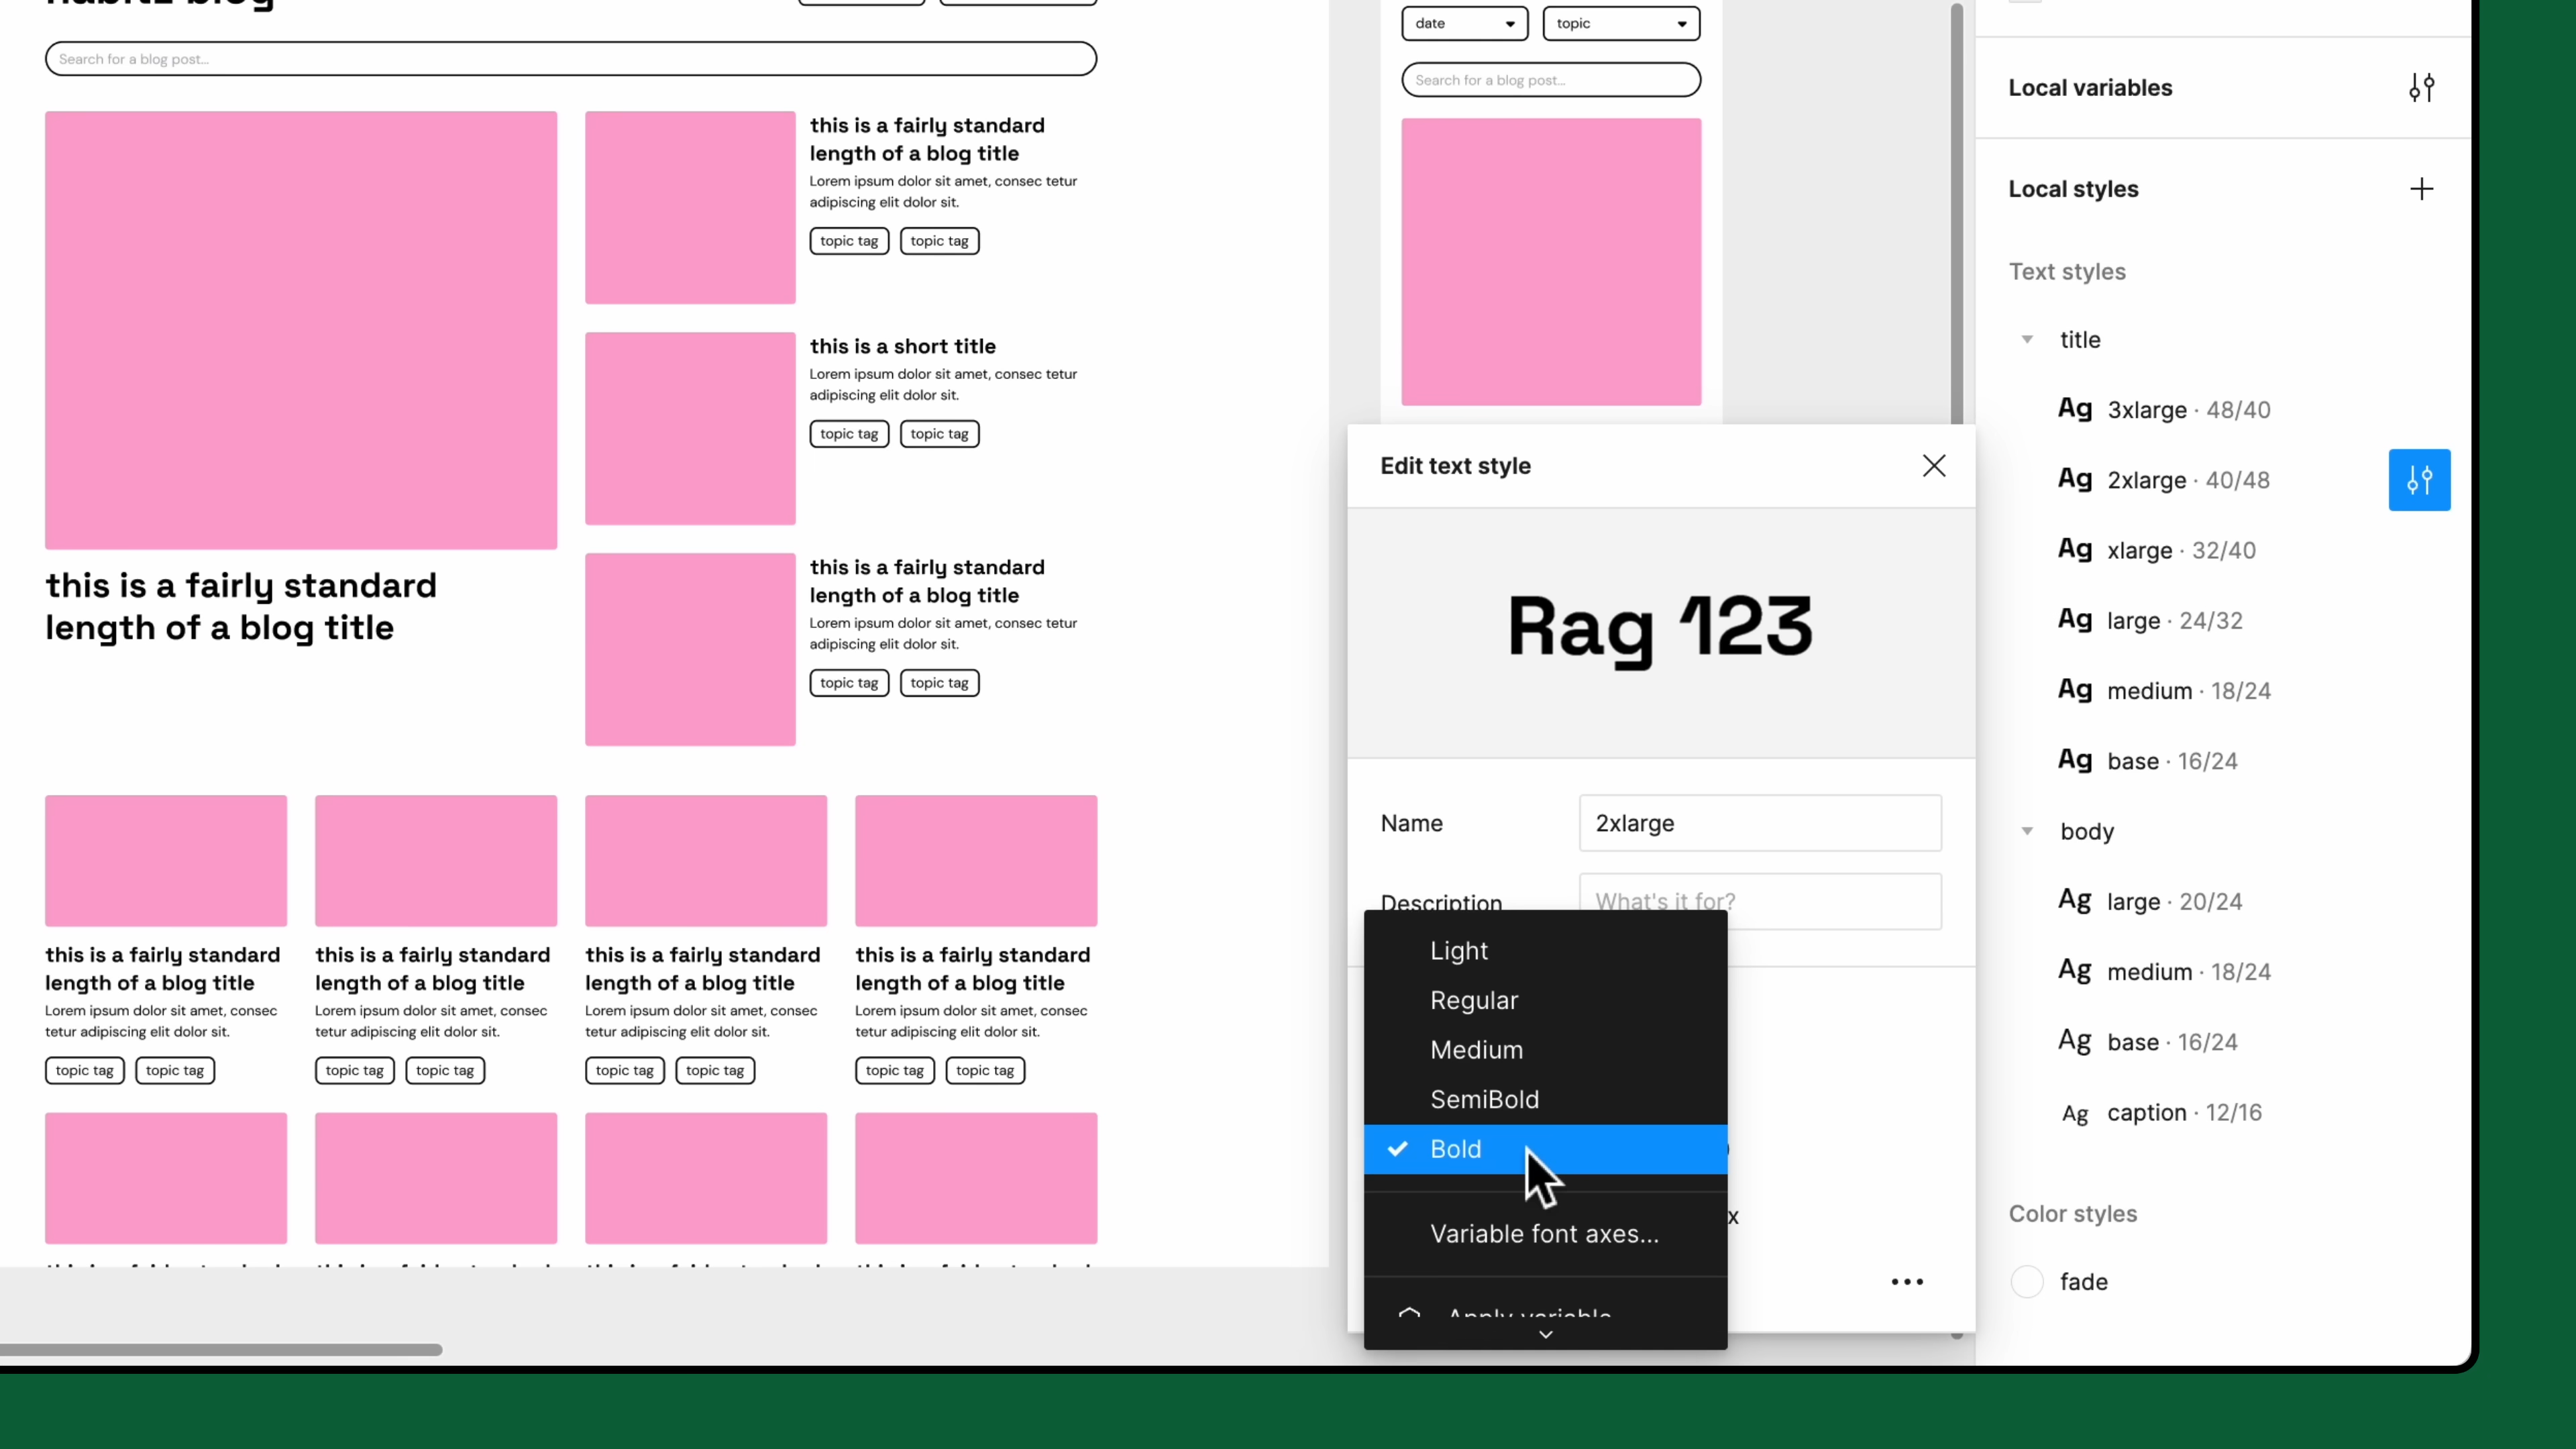 habitz blog
Search for a blog post...
this is a fairly standard
length of a blog title
this is a fairly standard
length of a blog title
Lorem ipsum dolor sit amet, consec tetur
adipiscing elit dolor sit.
topic tag topic tag
this is a short title
Lorem ipsum dolor sit amet, consec tetur
adipiscing elit dolor sit.
topic tag topic tag
this is a fairly standard
length of a blog title
Lorem ipsum dolor sit amet, consec tetur
adipiscing elit dolor sit.
topic tag topic tag
this is a fairly standard
length of a blog title
Lorem ipsum dolor sit amet, consec
tetur adipiscing elit dolor sit.
topic tag topic tag
this is a fairly standard
length of a blog title
Lorem ipsum dolor sit amet, consec
tetur adipiscing elit dolor sit.
topic tag topic tag
this is a fairly standard
length of a blog title
Lorem ipsum dolor sit amet, consec
tetur adipiscing elit dolor sit.
topic tag topic tag
this is a fairly standard
length of a blog title
Lorem ipsum dolor sit amet, consec
tetur adipiscing elit dolor sit.
topic tag topic tag
date topic
Search for a blog post...
Edit text style
Rag 123
Name 2xlarge
Description What's it for?
Light
Regular
Medium
SemiBold
Bold
Variable font axes...
Apply variable
x
Local variables
Local styles
Text styles
title
Ag 3xlarge · 48/40
Ag 2xlarge · 40/48
Ag xlarge · 32/40
Ag large · 24/32
Ag medium · 18/24
Ag base · 16/24
body
Ag large · 20/24
Ag medium · 18/24
Ag base · 16/24
Ag caption · 12/16
Color styles
fade